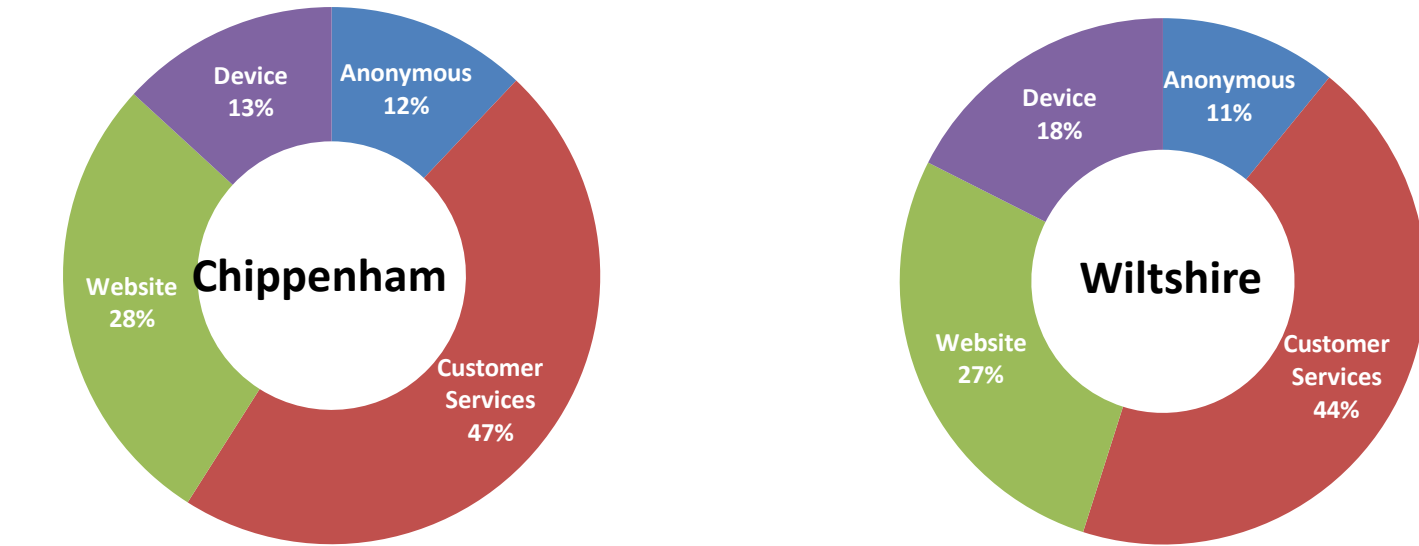 Device
13%
Anonymous
12%
Website
28%
Chippenham
Customer
Services
47%
Device
18%
Anonymous
11%
Website
27%
Wiltshire
Customer
Services
44%